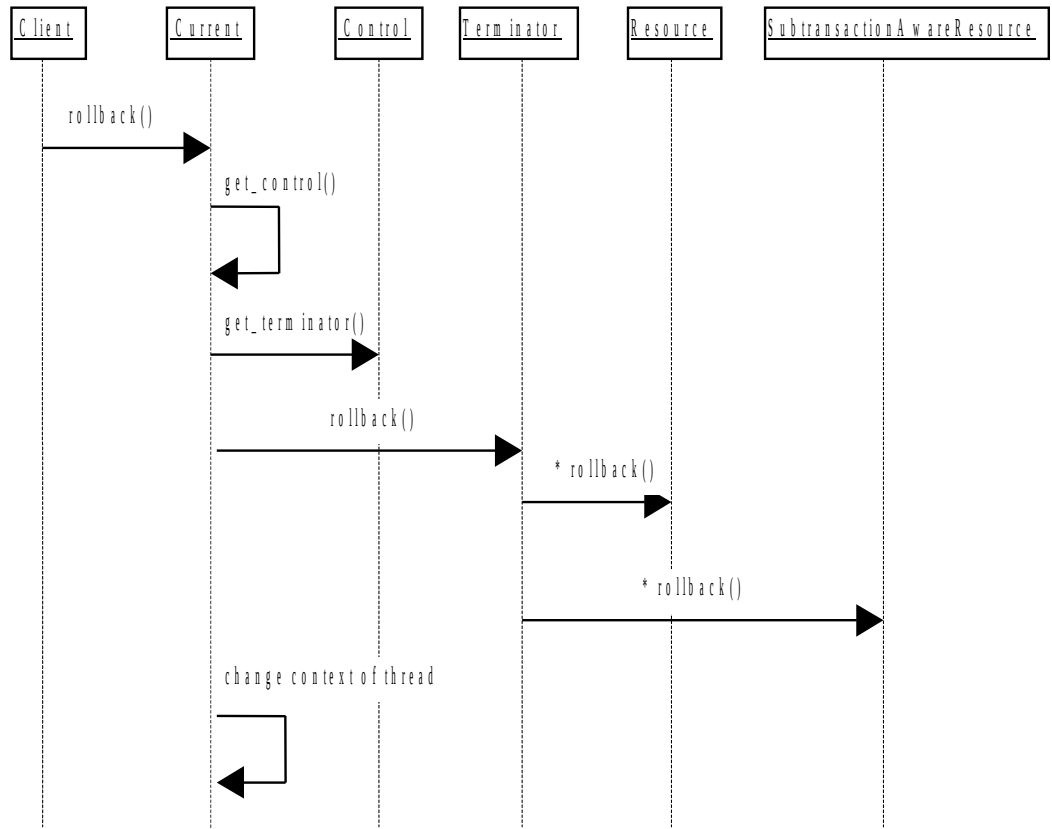 Client
Current
Control
Terminator
Resource
SubtransactionAwareResource
rollback()
get_control()
get_terminator()
rollback()
* rollback()
* rollback()
change context of thread